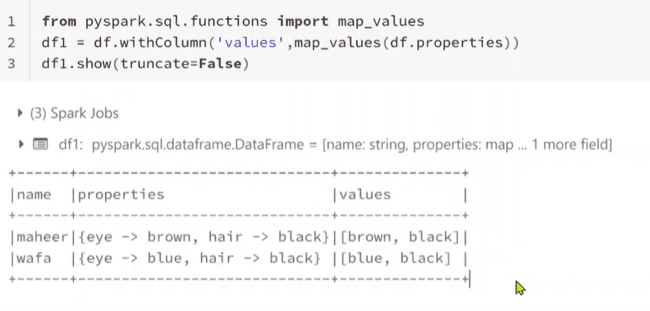 1 from pyspark.sql.functions import map_values
2 df1 = df.withColumn('values',map_values(df.properties))
3 df1.show(truncate=False)
(3) Spark Jobs
df1: pyspark.sql.dataframe.DataFrame = [name: string, properties: map ... 1 more field]
+------+-----------------------------+--------------+
|name  |properties                   |values        |
+------+-----------------------------+--------------+
|maheer|{eye -> brown, hair -> black}|[brown, black]|
|wafa  |{eye -> blue, hair -> black} |[blue, black] |
+------+-----------------------------+--------------+